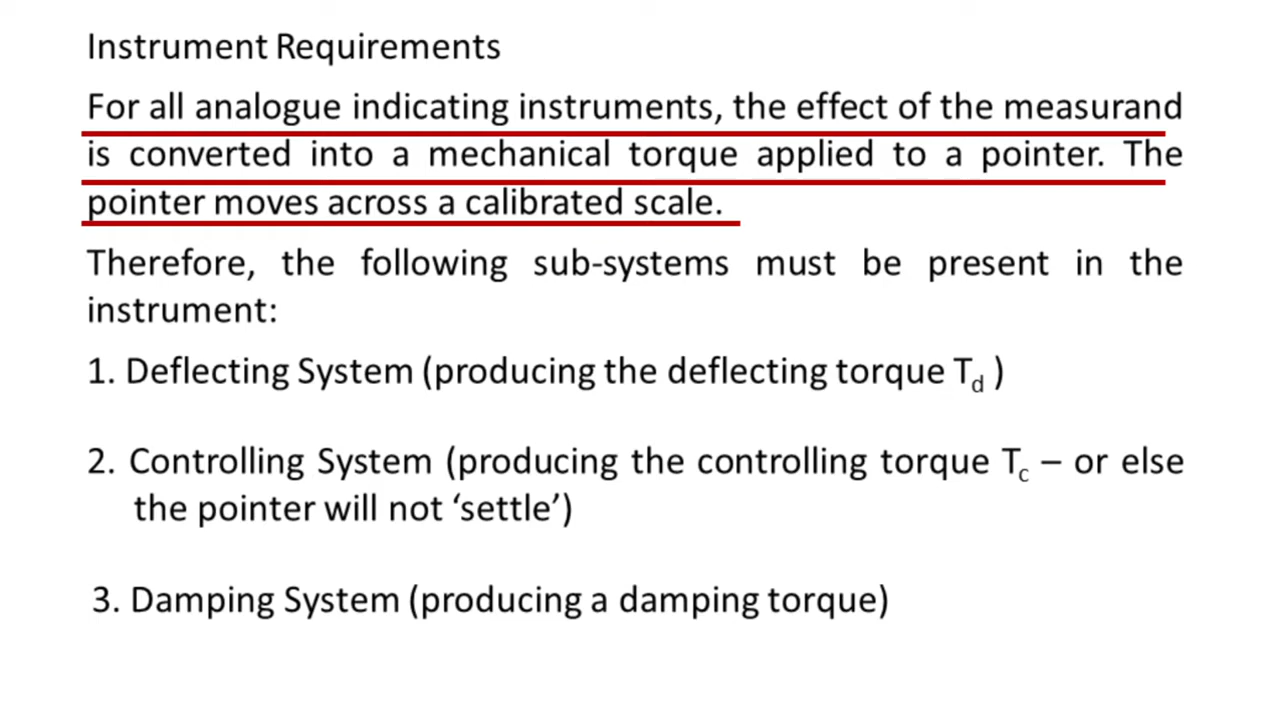 Instrument Requirements
For all analogue indicating instruments, the effect of the measurand
is converted into a mechanical torque applied to a pointer. The
pointer moves across a calibrated scale.
Therefore, the following sub-systems must be present in the
instrument:
1. Deflecting System (producing the deflecting torque Td )
2. Controlling System (producing the controlling torque Tc – or else
the pointer will not ‘settle’)
3. Damping System (producing a damping torque)